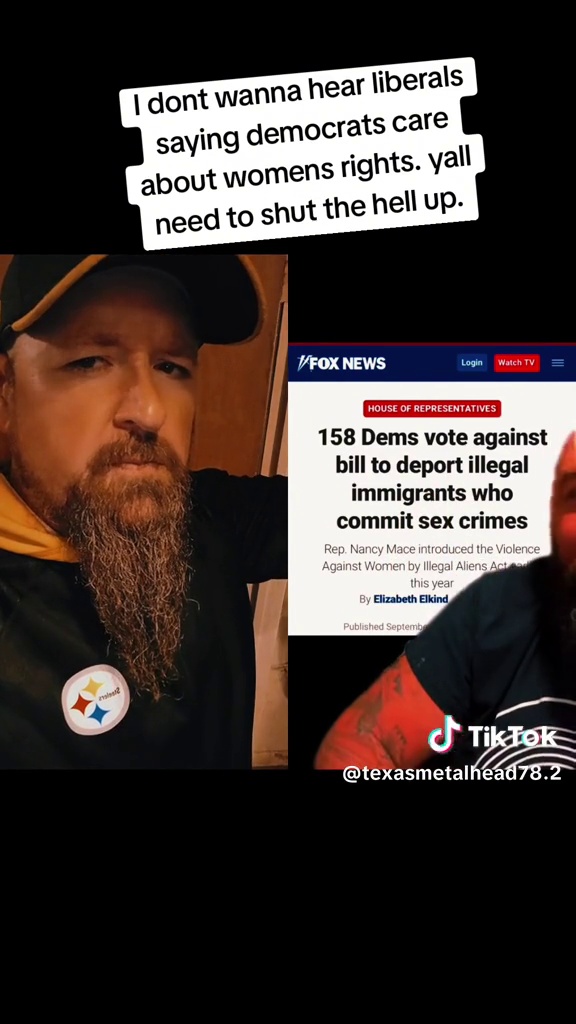 I dont wanna hear liberals
saying democrats care
about womens rights. yall
need to shut the hell up.
FOX NEWS
Login
Watch TV
HOUSE OF REPRESENTATIVES
158 Dems vote against
bill to deport illegal
immigrants who
commit sex crimes
Rep. Nancy Mace introduced the Violence
Against Women by Illegal Aliens Act
this year
By Elizabeth Elkind
Published
Steelers
TikTok
@texasmetalhead78.2